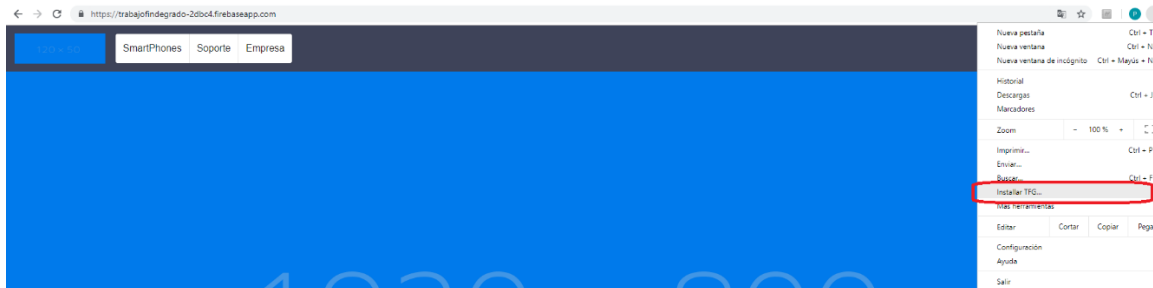 https://trabajofindegrado-2dbc4.firebaseapp.com
P
120 × 50
SmartPhones Soporte Empresa
Nueva pestaña Ctrl + T
Nueva ventana Ctrl + N
Nueva ventana de incógnito Ctrl + Mayús + N
Historial
Descargas Ctrl + J
Marcadores
Zoom - 100 % +
Imprimir... Ctrl + P
Enviar...
Buscar... Ctrl + F
Installar TFG...
Más herramientas
Editar Cortar Copiar Pega
Configuración
Ayuda
Salir